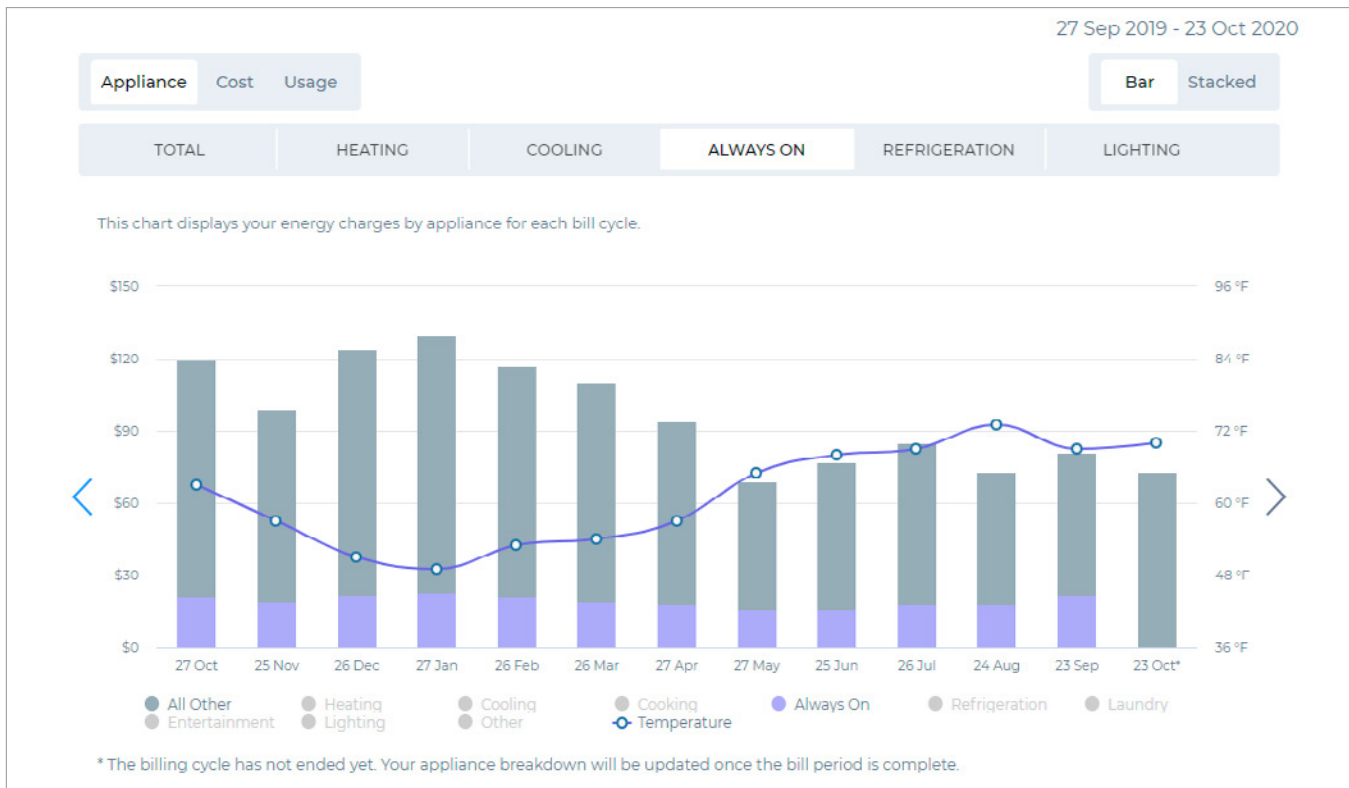 27 Sep 2019 - 23 Oct 2020
Appliance Cost Usage Bar Stacked
TOTAL HEATING COOLING ALWAYS ON REFRIGERATION LIGHTING
This chart displays your energy charges by appliance for each bill cycle.
$150 96 °F
$120 84 °F
$90 72 °F
$60 60 °F
$30 48 °F
$0 36 °F
27 Oct 25 Nov 26 Dec 27 Jan 26 Feb 26 Mar 27 Apr 27 May 25 Jun 26 Jul 24 Aug 23 Sep 23 Oct*
All Other Heating Cooling Cooking Always On Refrigeration Laundry
Entertainment Lighting Other Temperature
* The billing cycle has not ended yet. Your appliance breakdown will be updated once the bill period is complete.